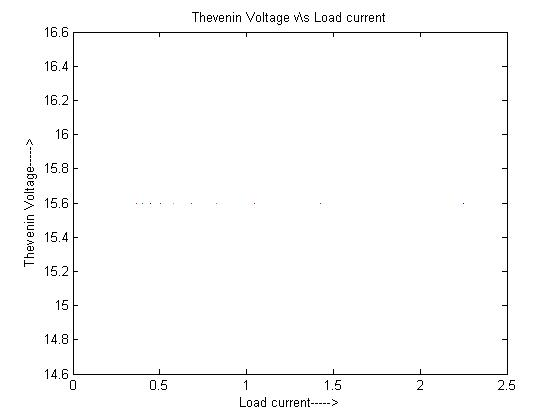 Thevenin Voltage v\s Load current
16.6
16.4
16.2
16
15.8
15.6
15.4
15.2
15
14.8
14.6
Thevenin Voltage----->
0 0.5 1 1.5 2 2.5
Load current----->